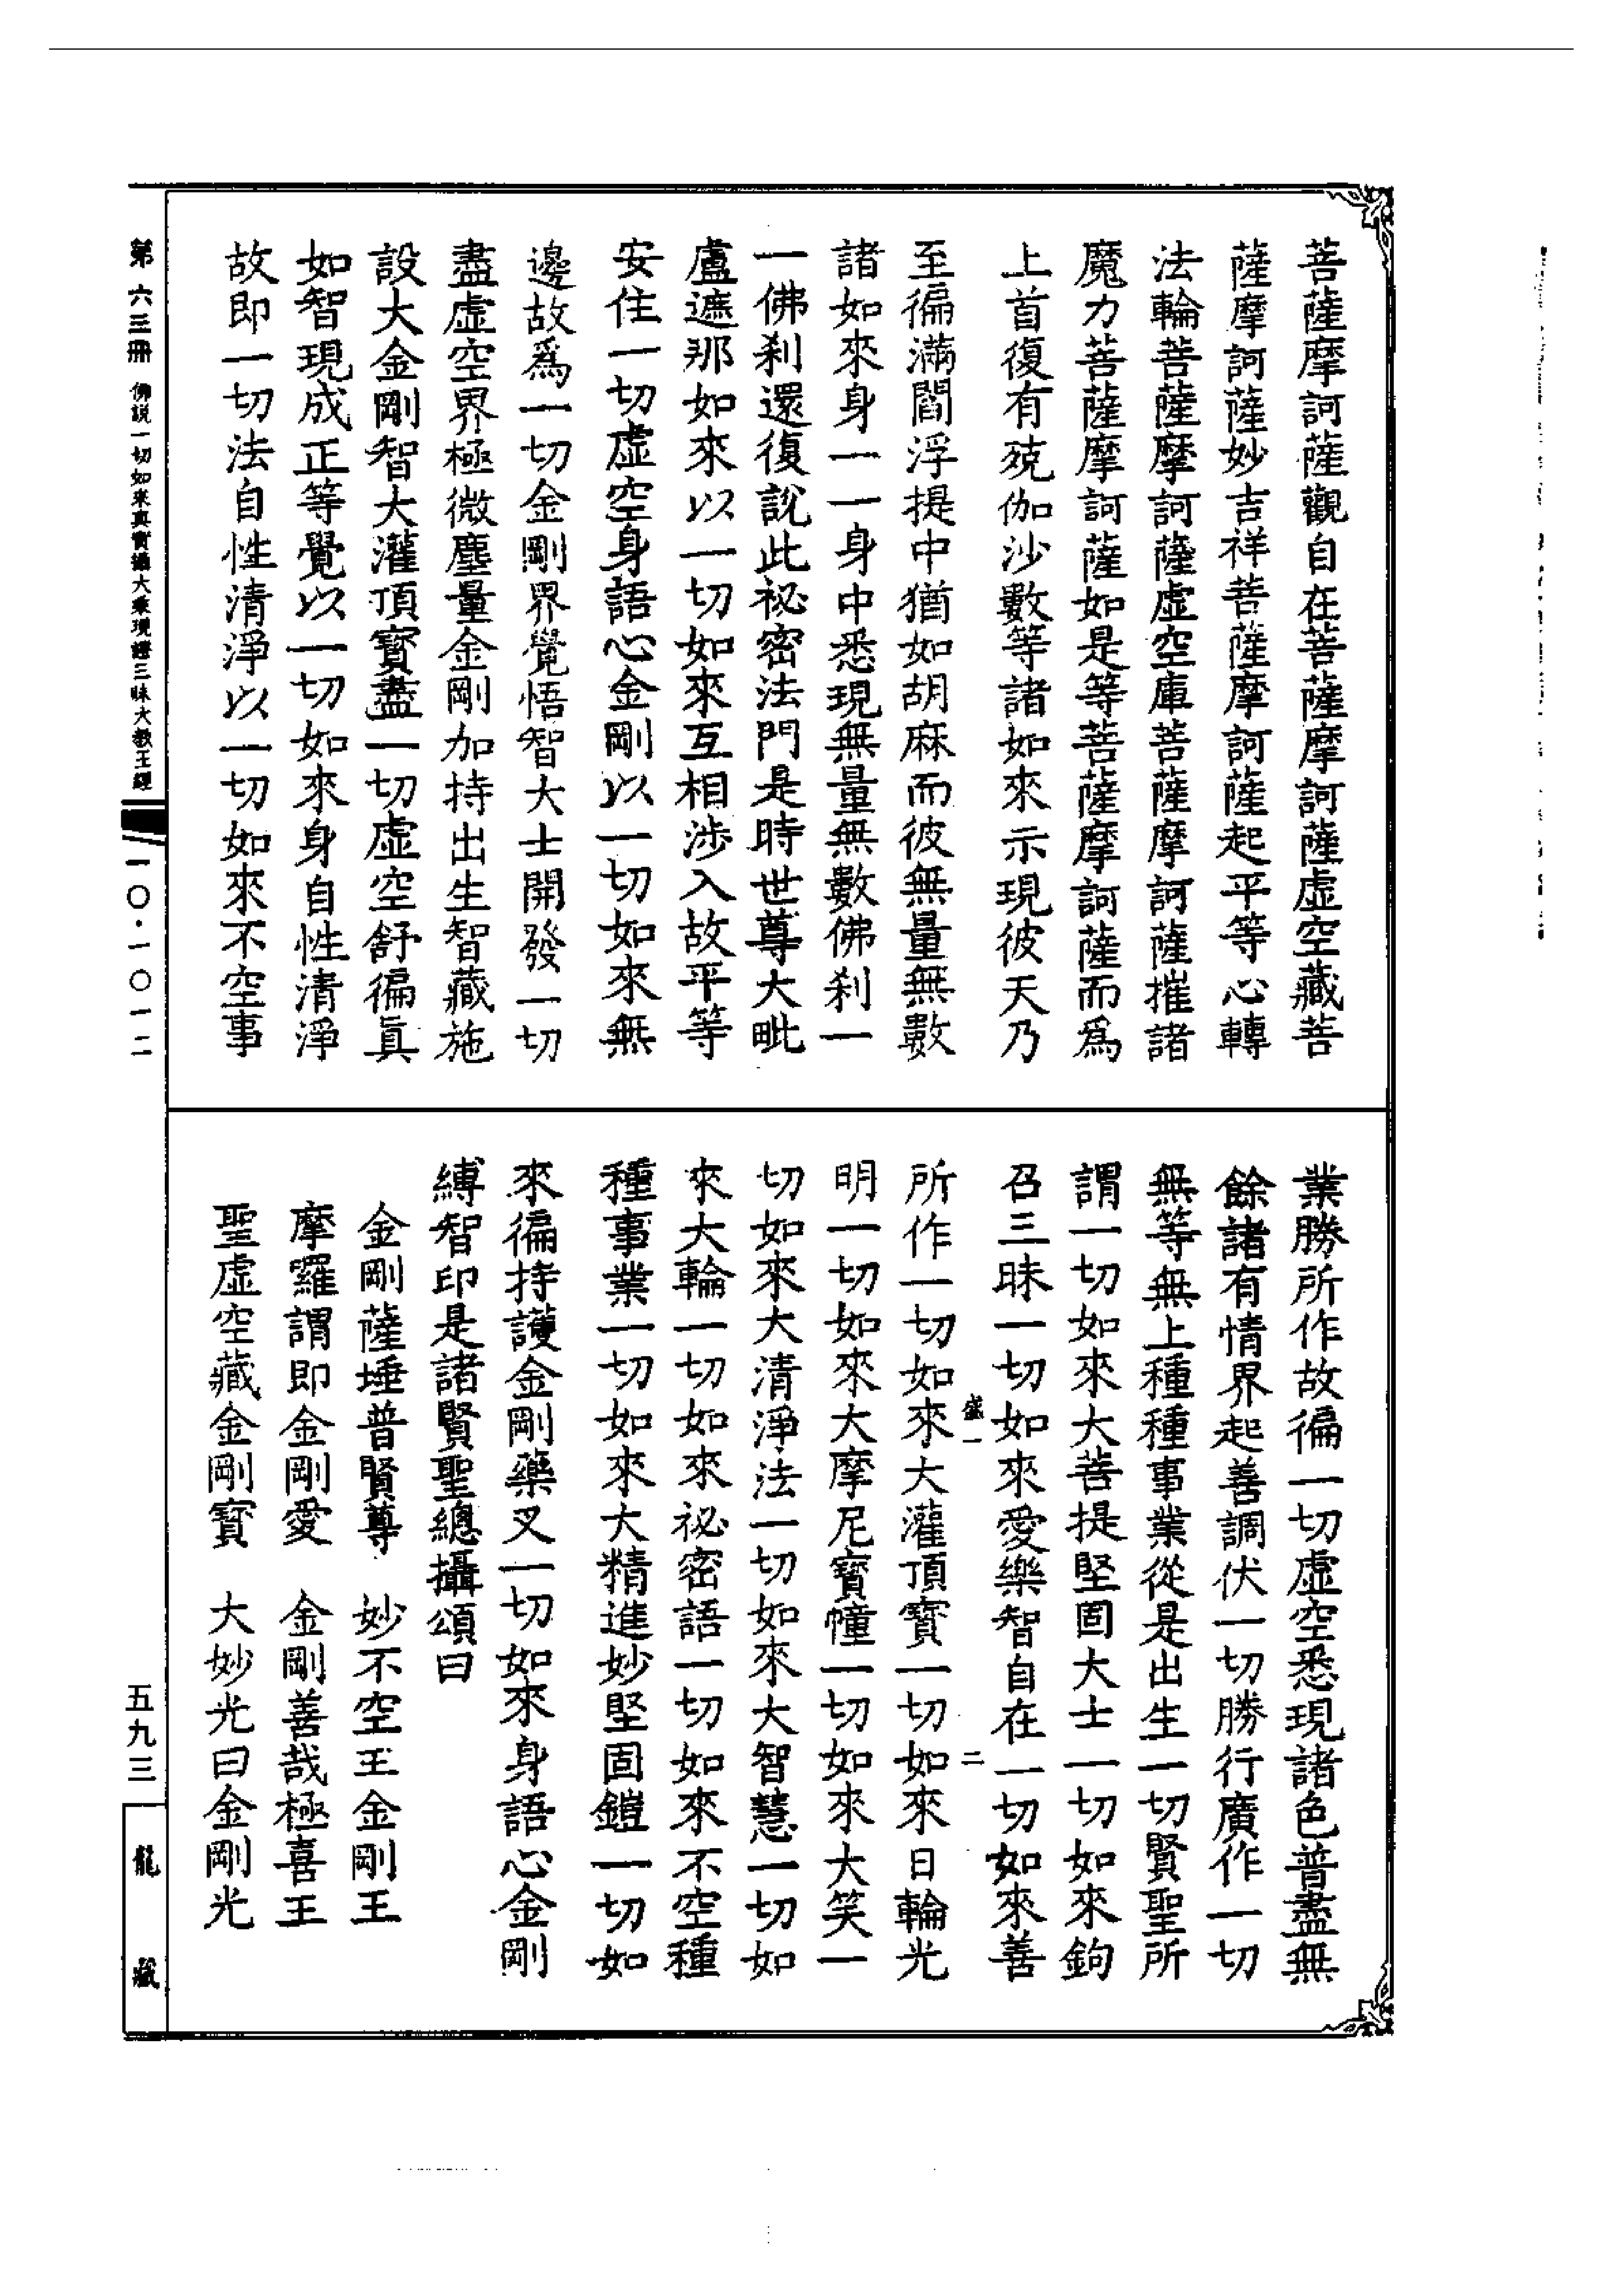 菩薩摩訶薩觀自在菩薩摩訶薩虛空藏菩
薩摩訶薩妙吉祥菩薩摩訶薩起平等心轉
法輪菩薩摩訶薩虛空庫菩薩摩訶薩摧諸
魔力菩薩摩訶薩如是等菩薩摩訶薩而爲
上首復有殑伽沙數等諸如來示現彼天乃
至徧滿閻浮提中猶如胡麻而彼無量無數
諸如來身一一身中悉現無量無數佛刹一
一佛刹還復說此祕密法門是時世尊大毗
盧遮那如來以一切如來互相涉入故平等
安住一切虛空身語心金剛以一切如來無
邊故爲一切金剛界覺悟智大士開發一切
盡虛空界極微塵量金剛加持出生智藏施
設大金剛智大灌頂寶盡一切虛空舒徧眞
如智現成正等覺以一切如來身自性清淨
故即一切法自性清淨以一切如來不空事
業勝所作故徧一切虛空悉現諸色普盡無
餘諸有情界起善調伏一切勝行廣作一切
無等無上種種事業從是出生一切賢聖所
謂一切如來大菩提堅固大士一切如來鉤
召三昧一切如來愛樂智自在一切如來善
盛一 二
所作一切如來大灌頂寶一切如來日輪光
明一切如來大摩尼寶幢一切如來大笑一
切如來大清淨法一切如來大智慧一切如
來大輪一切如來祕密語一切如來不空種
種事業一切如來大精進妙堅固鎧一切如
來徧持護金剛藥叉一切如來身語心金剛
縛智印是諸賢聖總攝頌曰
金剛薩埵普賢尊 妙不空王金剛王
摩囉謂即金剛愛 金剛善哉極喜王
聖虛空藏金剛寶 大妙光曰金剛光
第六三冊 佛說一切如來真實攝大乘現證三昧大教王經
一〇·一〇一二
五九三
龍藏